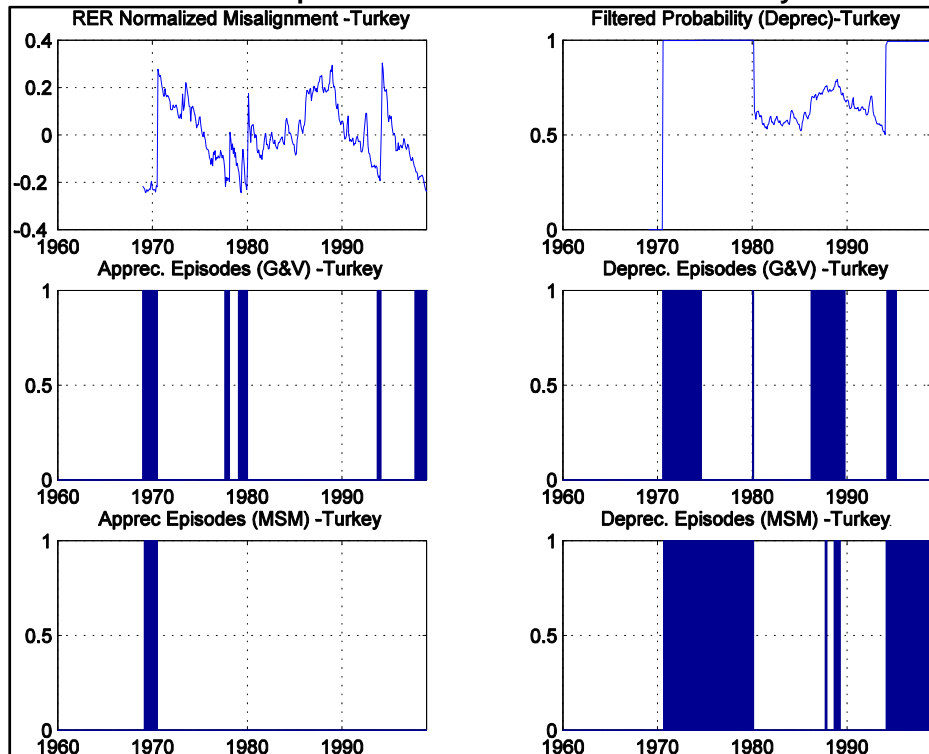 RER Normalized Misalignment -Turkey
0.4
0.2
0
-0.2
-0.4
1960 1970 1980 1990
Filtered Probability (Deprec)-Turkey
1
0.5
0
1960 1970 1980 1990
Apprec. Episodes (G&V) -Turkey
1
0.5
0
1960 1970 1980 1990
Deprec. Episodes (G&V) -Turkey
1
0.5
0
1960 1970 1980 1990
Apprec Episodes (MSM) -Turkey
1
0.5
0
1960 1970 1980 1990
Deprec. Episodes (MSM) -Turkey
1
0.5
0
1960 1970 1980 1990